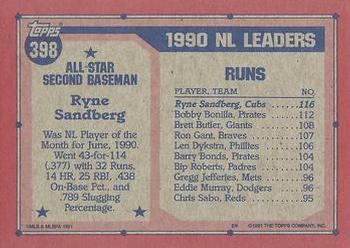 Topps
398
ALL-STAR
SECOND BASEMAN
Ryne
Sandberg
Was NL Player of the
Month for June, 1990.
Went 43-for-114
(.377) with 32 Runs,
14 HR, 25 RBI, .438
On-Base Pct., and
.789 Slugging
Percentage.
1990 NL LEADERS
RUNS
PLAYER, TEAM NO.
Ryne Sandberg, Cubs 116
Bobby Bonilla, Pirates 112
Brett Butler, Giants 108
Ron Gant, Braves 107
Len Dykstra, Phillies 106
Barry Bonds, Pirates 104
Bip Roberts, Padres 104
Gregg Jefferies, Mets 96
Eddie Murray, Dodgers 96
Chris Sabo, Reds 95
©MLB & MLBPA 1991
©1991 THE TOPPS COMPANY, INC.